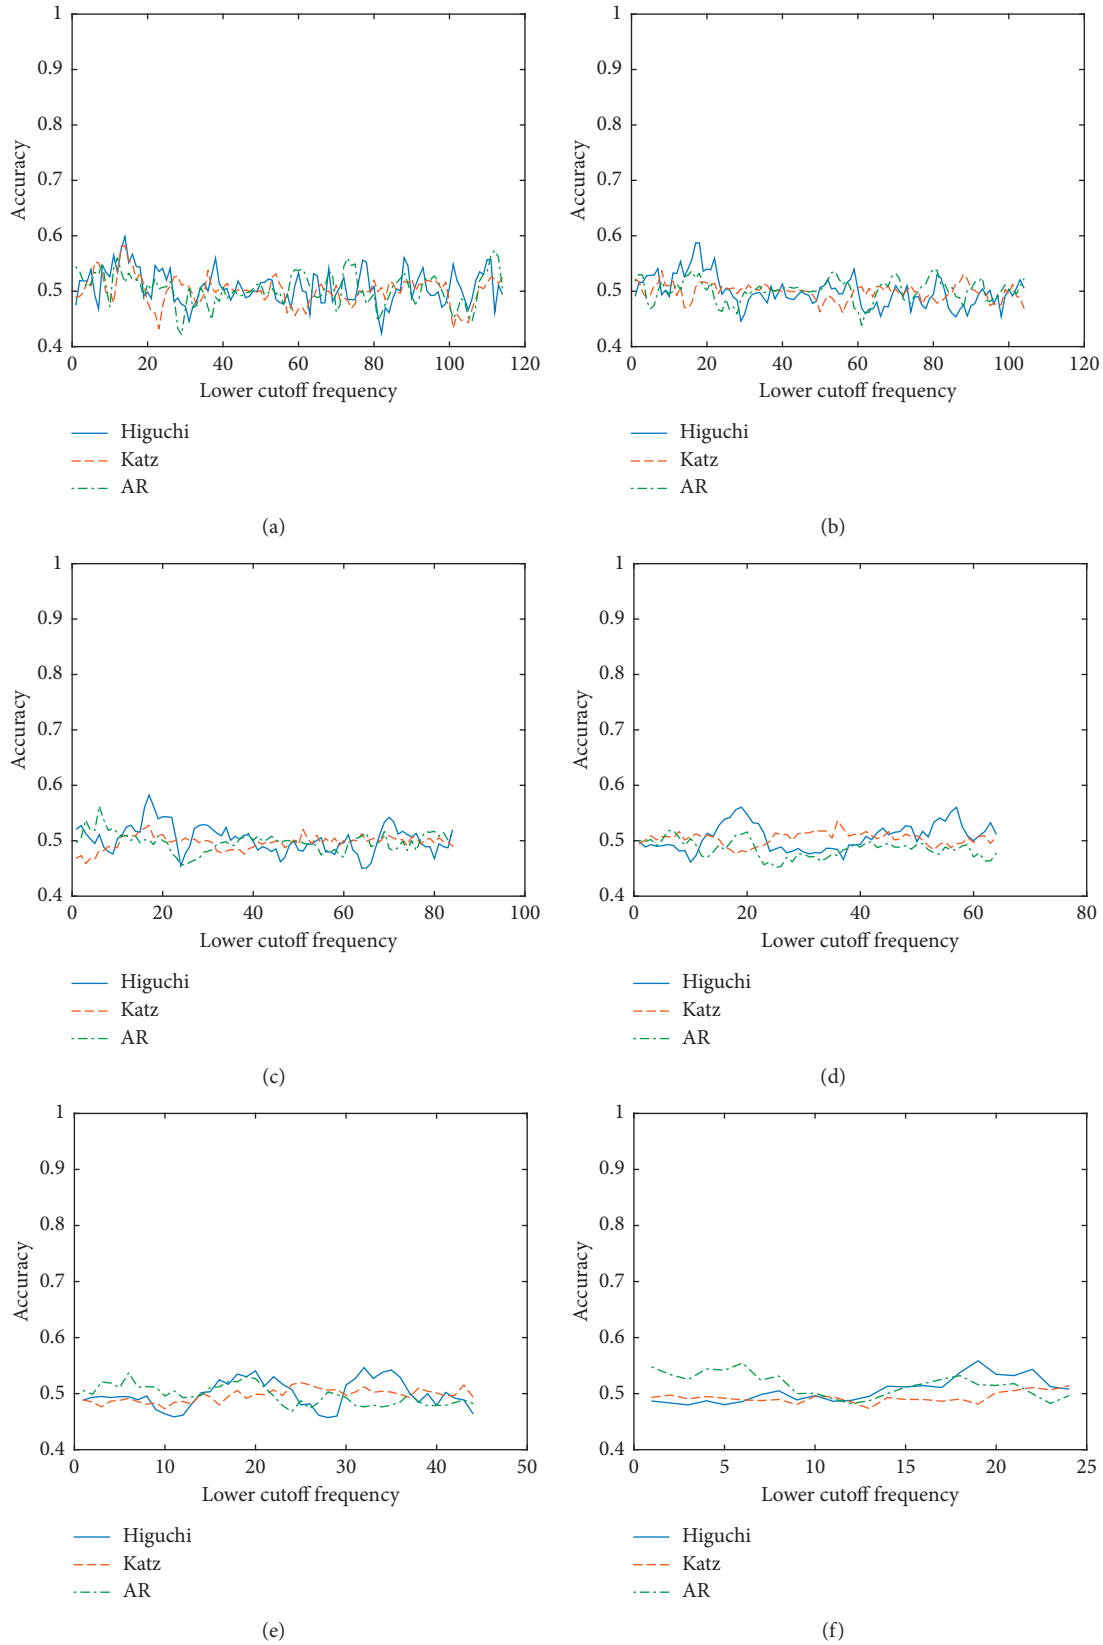 1
0.9
0.8
0.7
0.6
0.5
0.4
Accuracy
0 20 40 60 80 100 120
Lower cutoff frequency
Higuchi
Katz
AR
(a)
1
0.9
0.8
0.7
0.6
0.5
0.4
Accuracy
0 20 40 60 80 100 120
Lower cutoff frequency
Higuchi
Katz
AR
(b)
1
0.9
0.8
0.7
0.6
0.5
0.4
Accuracy
0 20 40 60 80 100
Lower cutoff frequency
Higuchi
Katz
AR
(c)
1
0.9
0.8
0.7
0.6
0.5
0.4
Accuracy
0 20 40 60 80
Lower cutoff frequency
Higuchi
Katz
AR
(d)
1
0.9
0.8
0.7
0.6
0.5
0.4
Accuracy
0 10 20 30 40 50
Lower cutoff frequency
Higuchi
Katz
AR
(e)
1
0.9
0.8
0.7
0.6
0.5
0.4
Accuracy
0 5 10 15 20 25
Lower cutoff frequency
Higuchi
Katz
AR
(f)